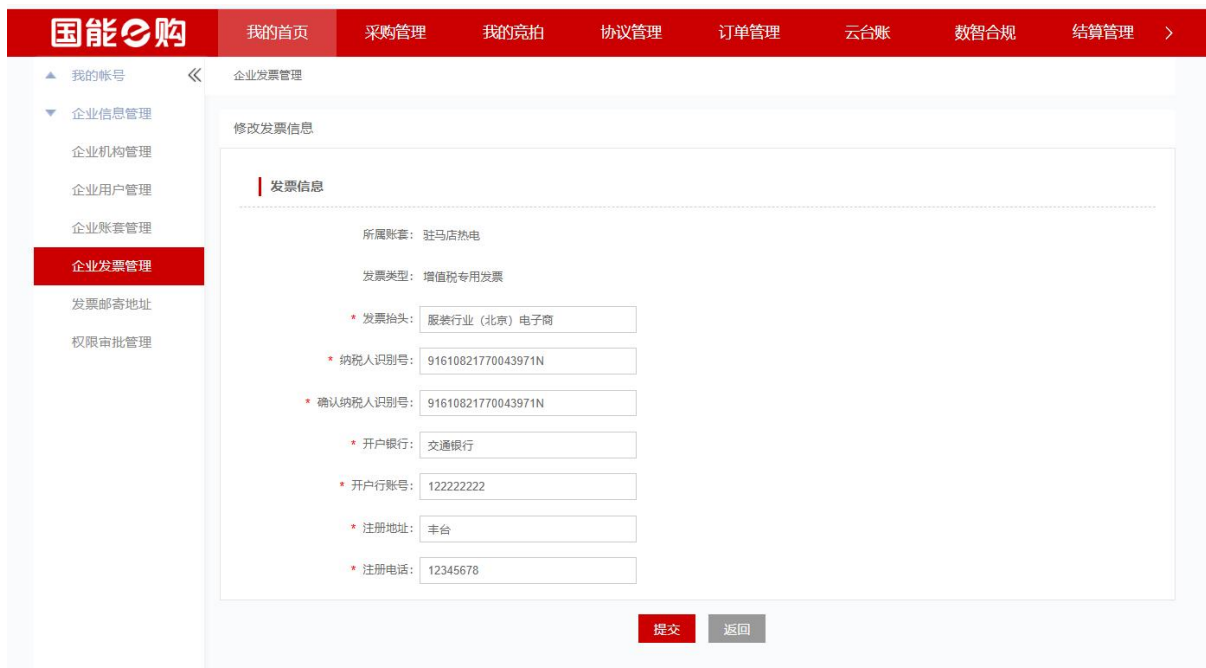 国能e购 我的首页 采购管理 我的竞拍 协议管理 订单管理 云台账 数智合规 结算管理 >
我的帐号 企业发票管理
企业信息管理
修改发票信息
企业机构管理
企业用户管理 发票信息
企业账套管理 所属账套: 驻马店热电
企业发票管理 发票类型: 增值税专用发票
发票邮寄地址 * 发票抬头: 服装行业（北京）电子商
权限审批管理 * 纳税人识别号: 91610821770043971N
* 确认纳税人识别号: 91610821770043971N
* 开户银行: 交通银行
* 开户行账号: 122222222
* 注册地址: 丰台
* 注册电话: 12345678
提交 返回